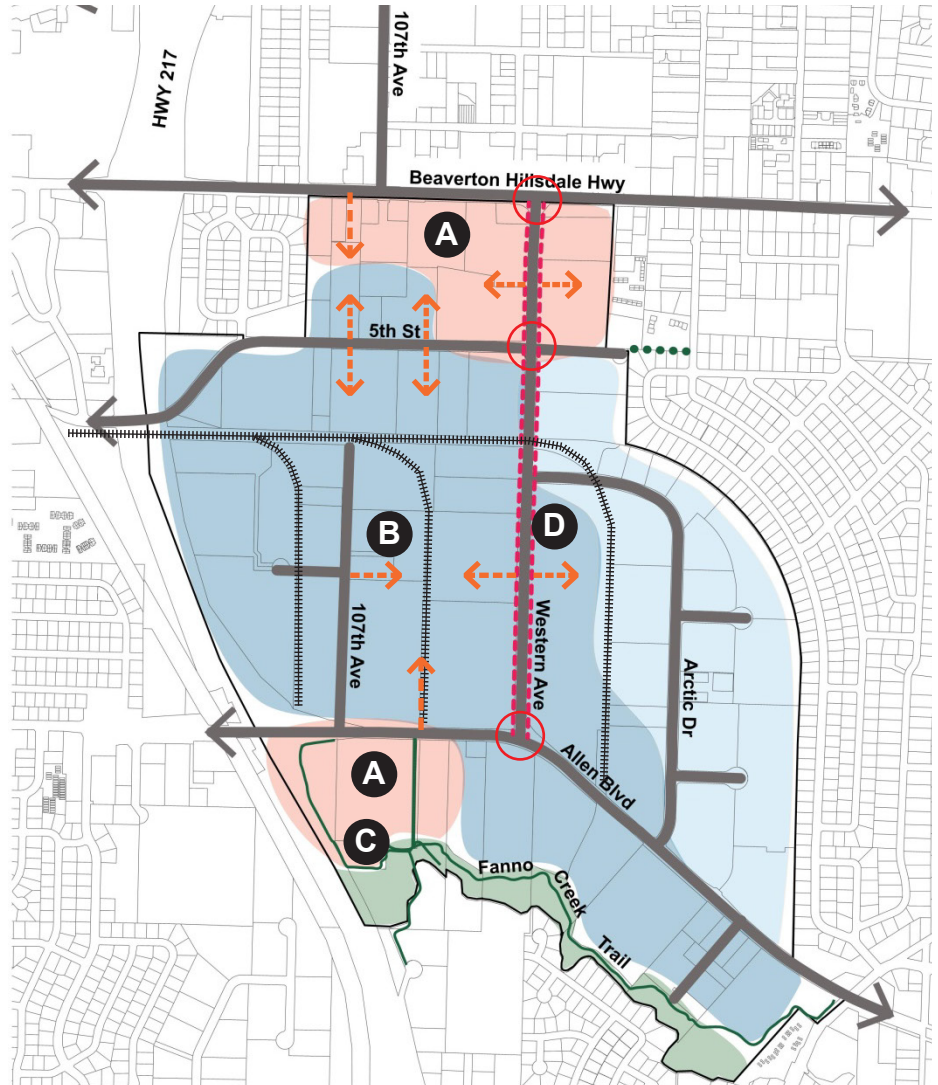 107th Ave
HWY 217
Beaverton Hillsdale Hwy
A
5th St
B
D
107th Ave
Western Ave
Arctic Dr
A
Allen Blvd
C
Fanno
Creek
Trail